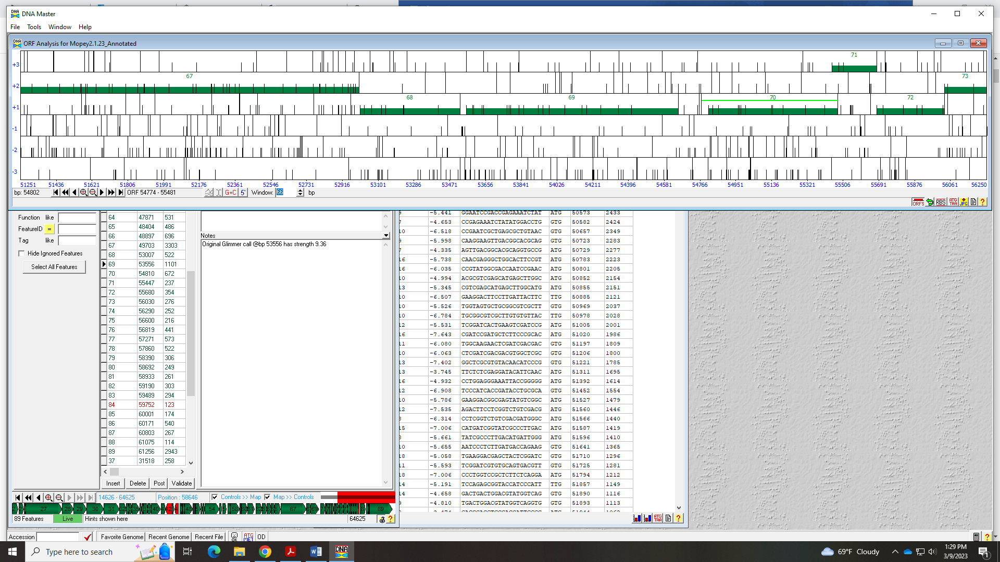 DNA Master
File Tools Window Help
ORF Analysis for Mopey2.1.23_Annotated
+3 71
+2 67 73
+1 68 69 70 72
-1
-2
-3
51251 51436 51621 51806 51991 52176 52361 52546 52731 52916 53101 53286 53471 53656 53841 54026 54211 54396 54581 54766 54951 55136 55321 55506 55691 55876 56061 56250
bp: 54802 ORF 54774 - 55481 G+C 5' Window: 66 bp
ORFS RBS ATG TAA JPG ?
Function like
FeatureID =
Tag like
Hide Ignored Features
Select All Features
64 47871 531
65 48404 486
66 48897 696
67 49703 3303
68 53007 522
69 53556 1101
70 54810 672
71 55447 237
72 55680 354
73 56030 276
74 56290 252
75 56600 216
76 56819 441
77 57271 573
78 57860 522
79 58390 306
80 58692 249
81 58933 261
82 59190 303
83 59489 294
84 59752 123
85 60001 174
86 60171 540
87 60803 267
88 61075 114
89 61256 2943
37 31518 258
Insert Delete Post Validate
Notes
Original Glimmer call @bp 53556 has strength 9.36
-5.441 GGAATCCGACCGAGAAATCTAT ATG 50573 2433
-4.653 CCGAGAAATCTATATGGACCTG GTG 50582 2424
10 -6.518 CCGAATCGCTGAGCGCTGTAAC GTG 50657 2349
-5.998 CAAGGAAGTTGACGGCACGCAG GTG 50723 2283
-4.335 AGTTGACGGCACGCAGGTGCCG ATG 50729 2277
16 -5.738 CAACGAGGGCTGGCACTTCCGT ATG 50783 2223
16 -6.035 CCGTATGGCGACCAATCCGAAC ATG 50801 2205
10 -4.994 ACGCGTCGAGCATGAGCTTGGC ATG 50852 2154
13 -5.345 CGTCGAGCATGAGCTTGGCATG ATG 50855 2151
10 -6.507 GAAGGACTTCCTTGATTACTTC TTG 50885 2121
10 -5.526 TGGTAGTGCTGCGGCGTCGCTT GTG 50969 2037
10 -6.784 TGCGGCGTCGCTTGTGTGTTAC TTG 50978 2028
12 -5.531 TCGGATCACTGAAGTCGATCCG ATG 51005 2001
16 -7.643 CGATCCGATGCTCTTCCCGCAC ATG 51020 1986
11 -6.080 TGGCAAGAACTCGATCGACGAC GTG 51197 1809
10 -6.063 CTCGATCGACGACGTGGCTCGC GTG 51206 1800
13 -7.402 GGCTCGCGTGTACAACATCCCG GTG 51221 1785
13 -3.745 TTCTCTCGAGGATACATTCAAC ATG 51311 1695
16 -4.932 CCTGGAGGGAAATTACCGGGGG ATG 51392 1614
12 -6.908 TCCCATCACCGATACCTGCGCA GTG 51452 1554
10 -5.786 GAAGGACGGCGAGTATGTCGGC ATG 51527 1479
12 -7.535 AGACTTCCTCGGTCTGTCGACG ATG 51560 1446
-6.314 CCTCGGTCTGTCGACGATGGGC ATG 51566 1440
15 -7.006 CATGATCGGTATCGCCCTTGAC ATG 51587 1419
-5.661 TATCGCCCTTGACATGATTGGG ATG 51596 1410
10 -5.655 AATCCCTCTTGATGACCAGAAG GTG 51641 1365
18 -5.058 TGAAGGACGAGCTACTCGGATC GTG 51710 1296
11 -5.593 TCGGATCGTGTGCAGTGACGTT GTG 51725 1281
18 -7.006 CCCTGGTCCGCTCTTCTCAGGA ATG 51794 1212
14 -5.191 TCCAGAGCGGTACCATCCCATT TTG 51857 1149
14 -4.658 GACTGACTGGACGTATGGTCAG GTG 51890 1116
-4.810 TGACTGGACGTATGGTCAGGTG ATG 51893 1113
14626 - 64625 Position : 58646 Controls >> Map Map >> Controls
27 28 29 30 31 54 67 89
89 Features Live Hints shown here 64625 ?
ATG TAA ?
Accession Favorite Genome Recent Genome Recent File OK ATG MET OD ?
Type here to search
DNA
69°F Cloudy
1:29 PM
3/9/2023
1